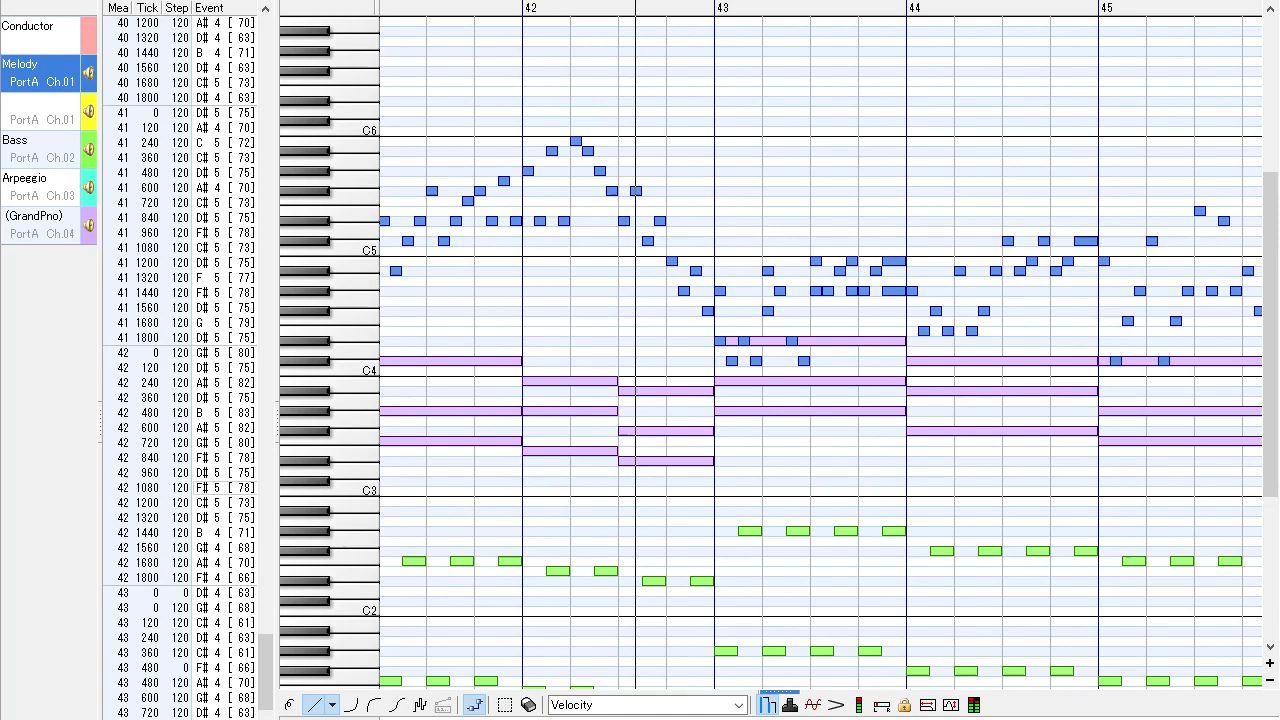 Mea Tick Step Event
42 43 44 45
Conductor
Melody
PortA Ch.01
PortA Ch.01
Bass
PortA Ch.02
Arpeggio
PortA Ch.03
(GrandPno)
PortA Ch.04
40 1200 120 A# 4 [ 70]
40 1320 120 D# 4 [ 63]
40 1440 120 B 4 [ 71]
40 1560 120 D# 4 [ 63]
40 1680 120 C# 5 [ 73]
40 1800 120 D# 4 [ 63]
41 0 120 D# 5 [ 75]
41 120 120 A# 4 [ 70]
41 240 120 C 5 [ 72]
41 360 120 C# 5 [ 73]
41 480 120 D# 5 [ 75]
41 600 120 A# 4 [ 70]
41 720 120 C# 5 [ 73]
41 840 120 D# 5 [ 75]
41 960 120 F# 5 [ 78]
41 1080 120 C# 5 [ 73]
41 1200 120 D# 5 [ 75]
41 1320 120 F 5 [ 77]
41 1440 120 F# 5 [ 78]
41 1560 120 D# 5 [ 75]
41 1680 120 G 5 [ 79]
41 1800 120 D# 5 [ 75]
42 0 120 G# 5 [ 80]
42 120 120 D# 5 [ 75]
42 240 120 A# 5 [ 82]
42 360 120 D# 5 [ 75]
42 480 120 B 5 [ 83]
42 600 120 A# 5 [ 82]
42 720 120 G# 5 [ 80]
42 840 120 F# 5 [ 78]
42 960 120 D# 5 [ 75]
42 1080 120 F# 5 [ 78]
42 1200 120 C# 5 [ 73]
42 1320 120 D# 5 [ 75]
42 1440 120 B 4 [ 71]
42 1560 120 G# 4 [ 68]
42 1680 120 A# 4 [ 70]
42 1800 120 F# 4 [ 66]
43 0 0 D# 4 [ 63]
43 0 120 G# 4 [ 68]
43 120 120 C# 4 [ 61]
43 240 120 D# 4 [ 63]
43 360 120 C# 4 [ 61]
43 480 0 F# 4 [ 66]
43 480 120 A# 4 [ 70]
43 600 120 G# 4 [ 68]
43 720 120 D# 4 [ 63]
C6
C5
C4
C3
C2
Velocity